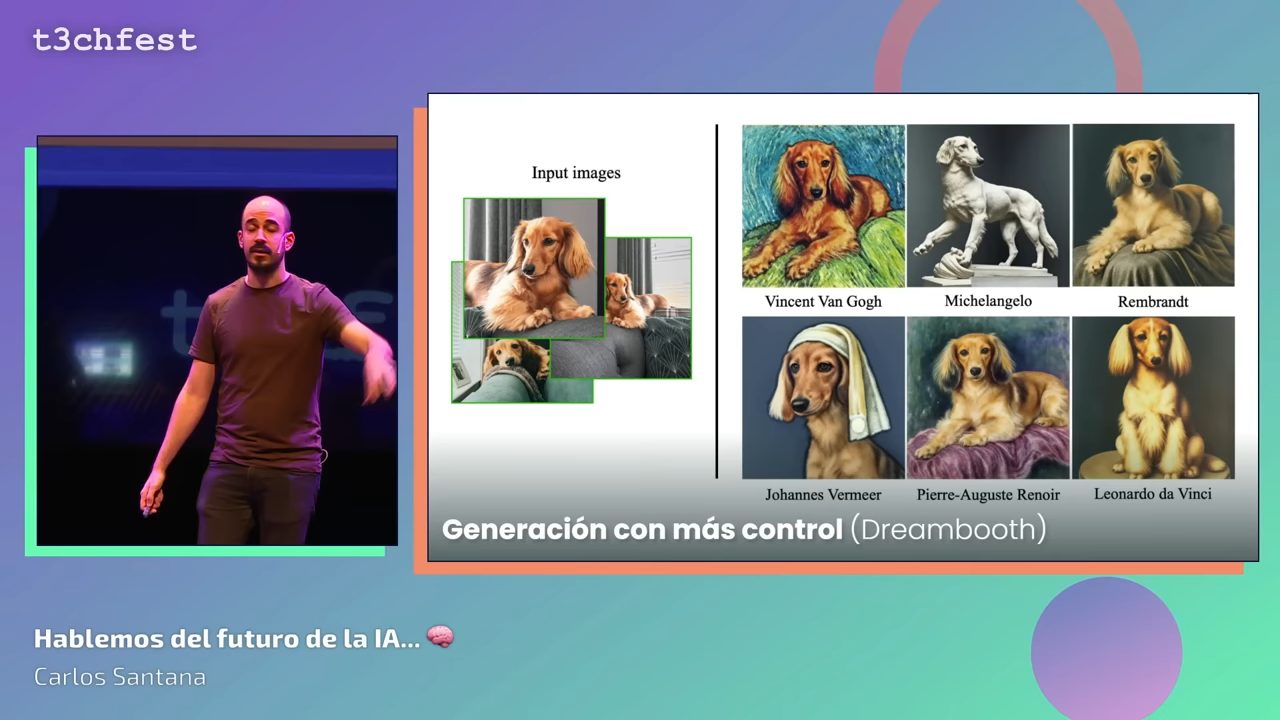 t3chfest
Input images
Vincent Van Gogh
Michelangelo
Rembrandt
Johannes Vermeer
Pierre-Auguste Renoir
Leonardo da Vinci
Generación con más control (Dreambooth)
Hablemos del futuro de la IA... 🧠
Carlos Santana